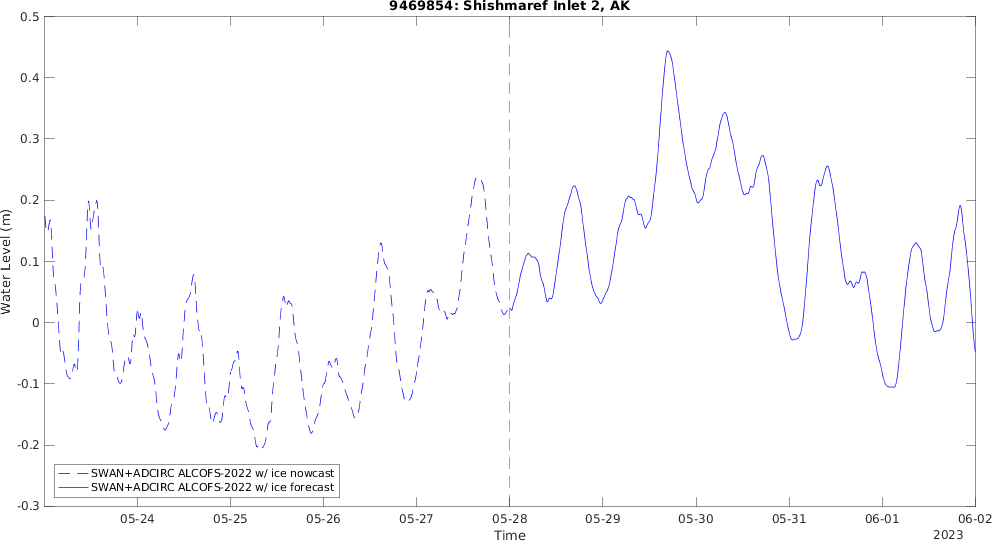 9469854: Shishmaref Inlet 2, AK
0.5
0.4
0.3
0.2
0.1
0
-0.1
-0.2
-0.3
Water Level (m)
SWAN+ADCIRC ALCOFS-2022 w/ ice nowcast
SWAN+ADCIRC ALCOFS-2022 w/ ice forecast
05-24 05-25 05-26 05-27 05-28 05-29 05-30 05-31 06-01 06-02
Time
2023